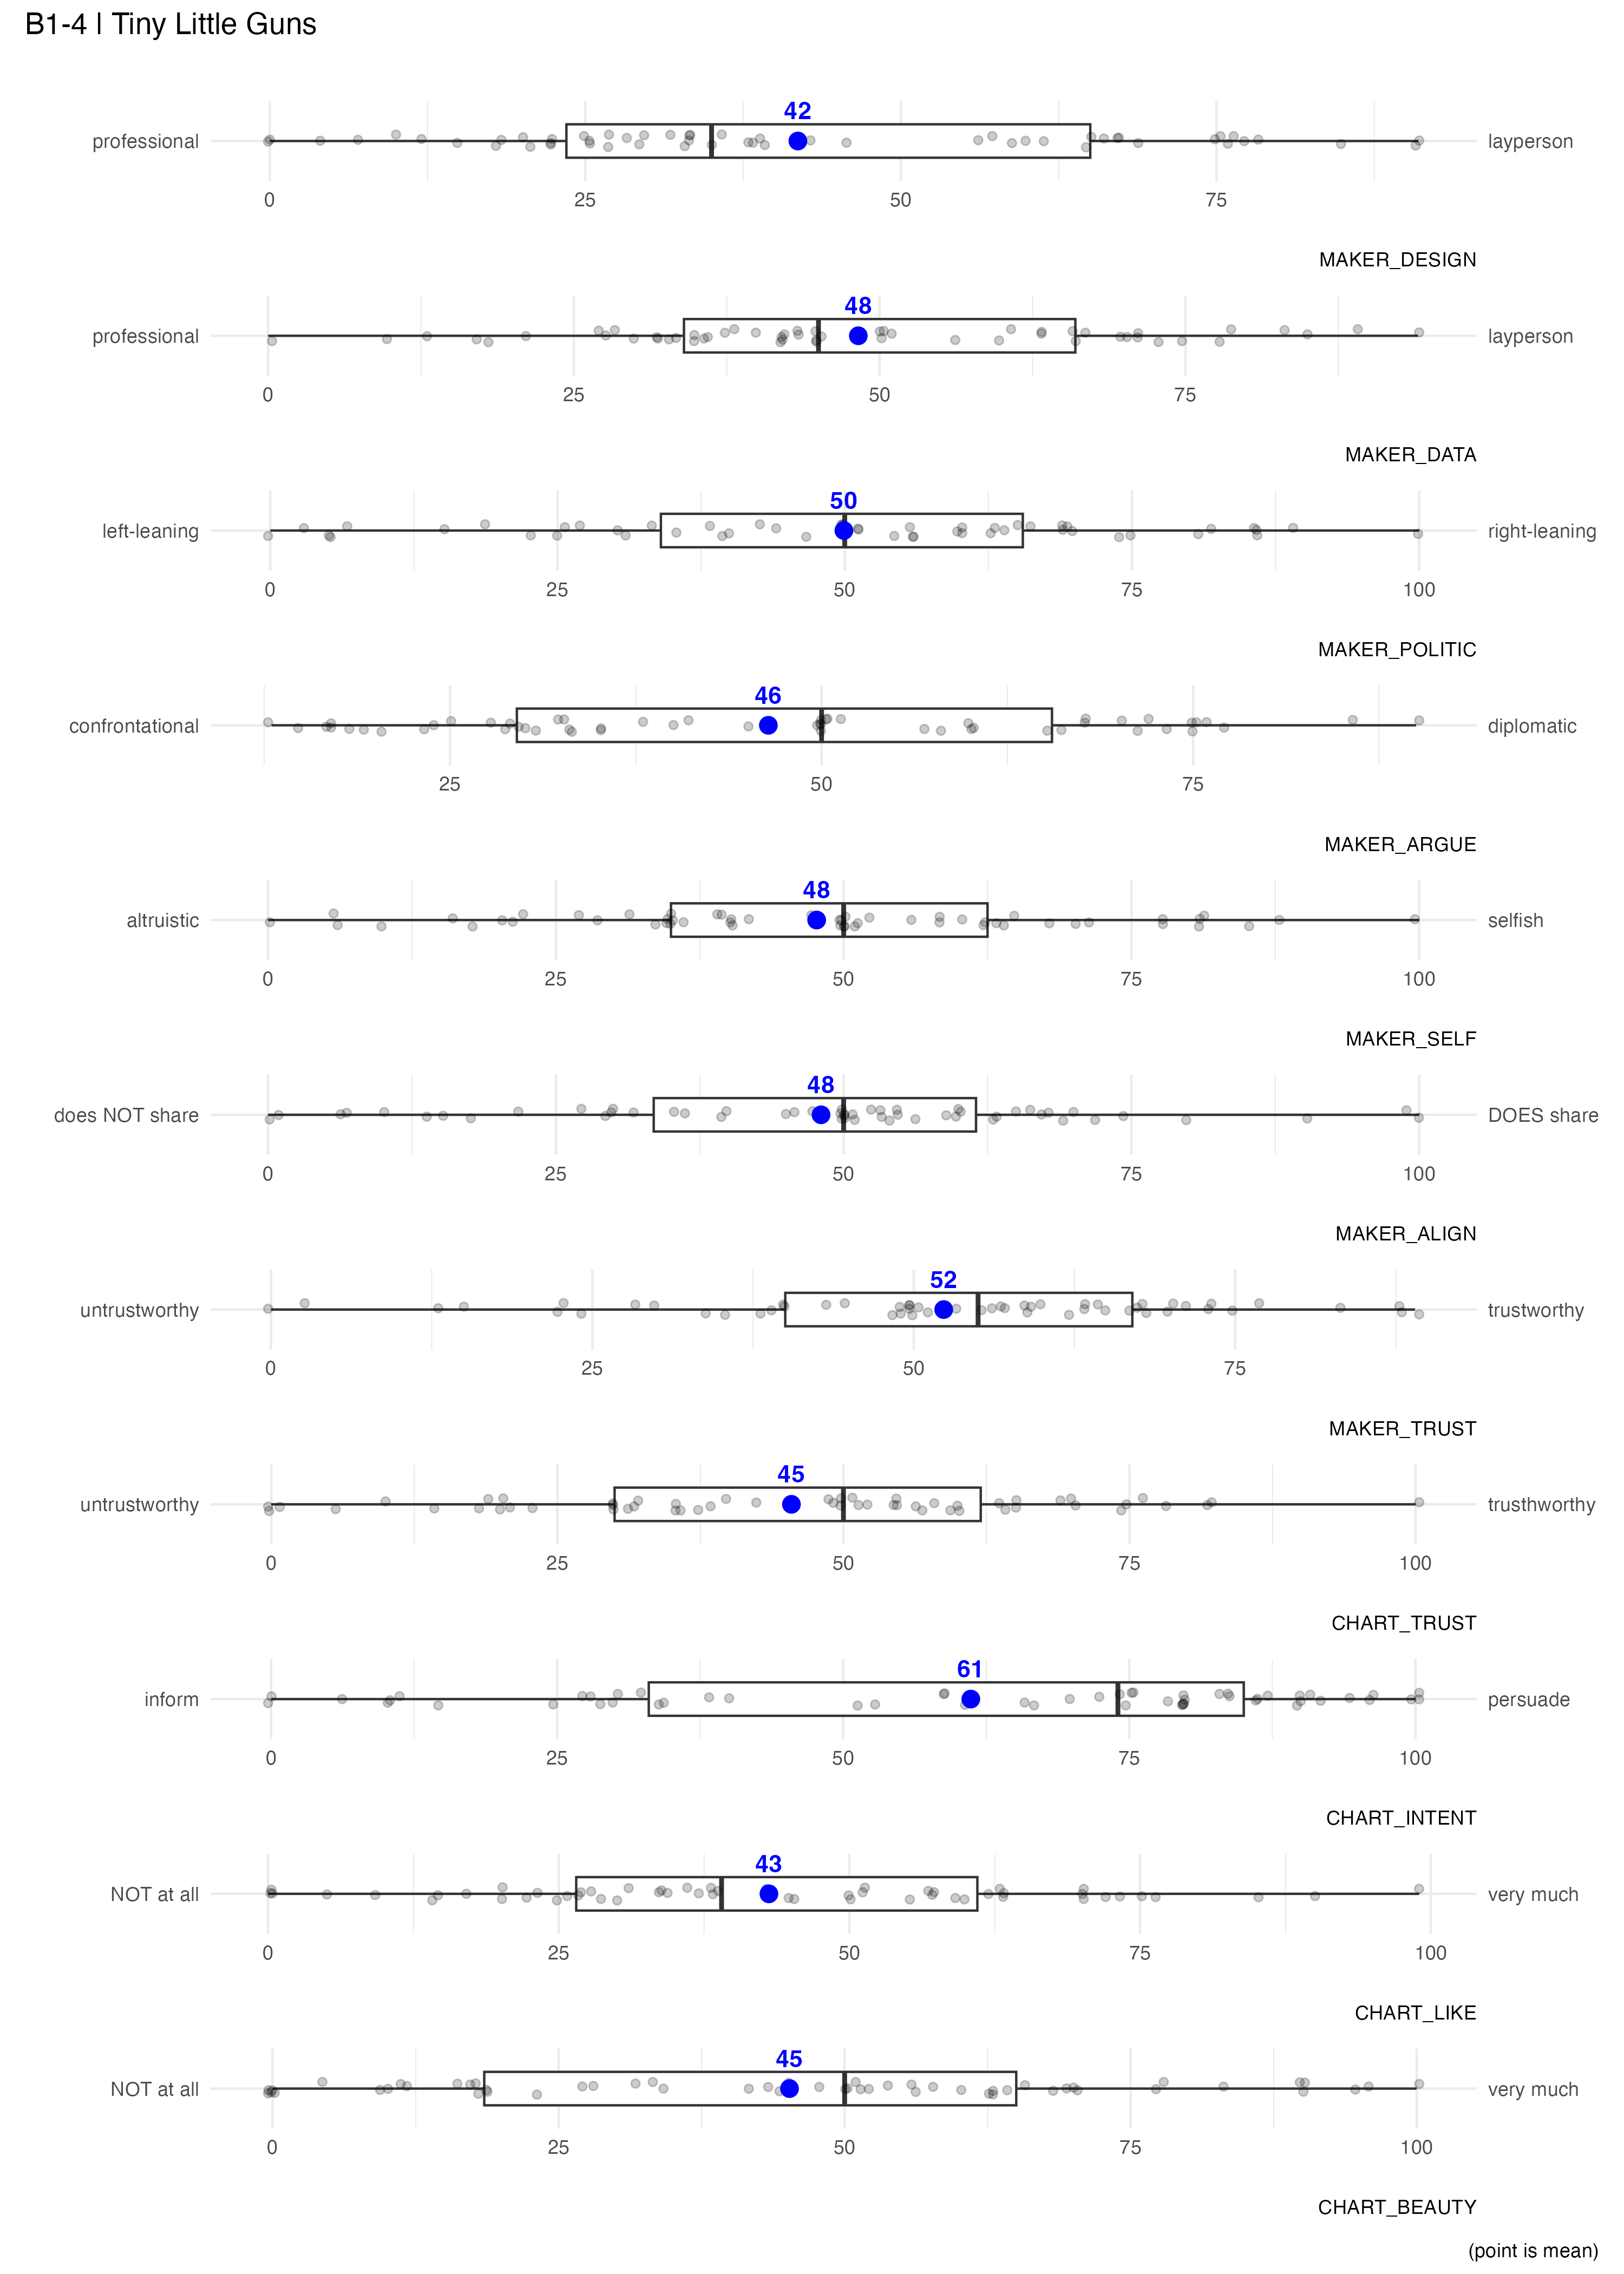 B1-4 | Tiny Little Guns
42
professional layperson
0 25 50 75
MAKER_DESIGN
48
professional layperson
0 25 50 75
MAKER_DATA
50
left-leaning right-leaning
0 25 50 75 100
MAKER_POLITIC
46
confrontational diplomatic
25 50 75
MAKER_ARGUE
48
altruistic selfish
0 25 50 75 100
MAKER_SELF
48
does NOT share DOES share
0 25 50 75 100
MAKER_ALIGN
52
untrustworthy trustworthy
0 25 50 75
MAKER_TRUST
45
untrustworthy trusthworthy
0 25 50 75 100
CHART_TRUST
61
inform persuade
0 25 50 75 100
CHART_INTENT
43
NOT at all very much
0 25 50 75 100
CHART_LIKE
45
NOT at all very much
0 25 50 75 100
CHART_BEAUTY
(point is mean)